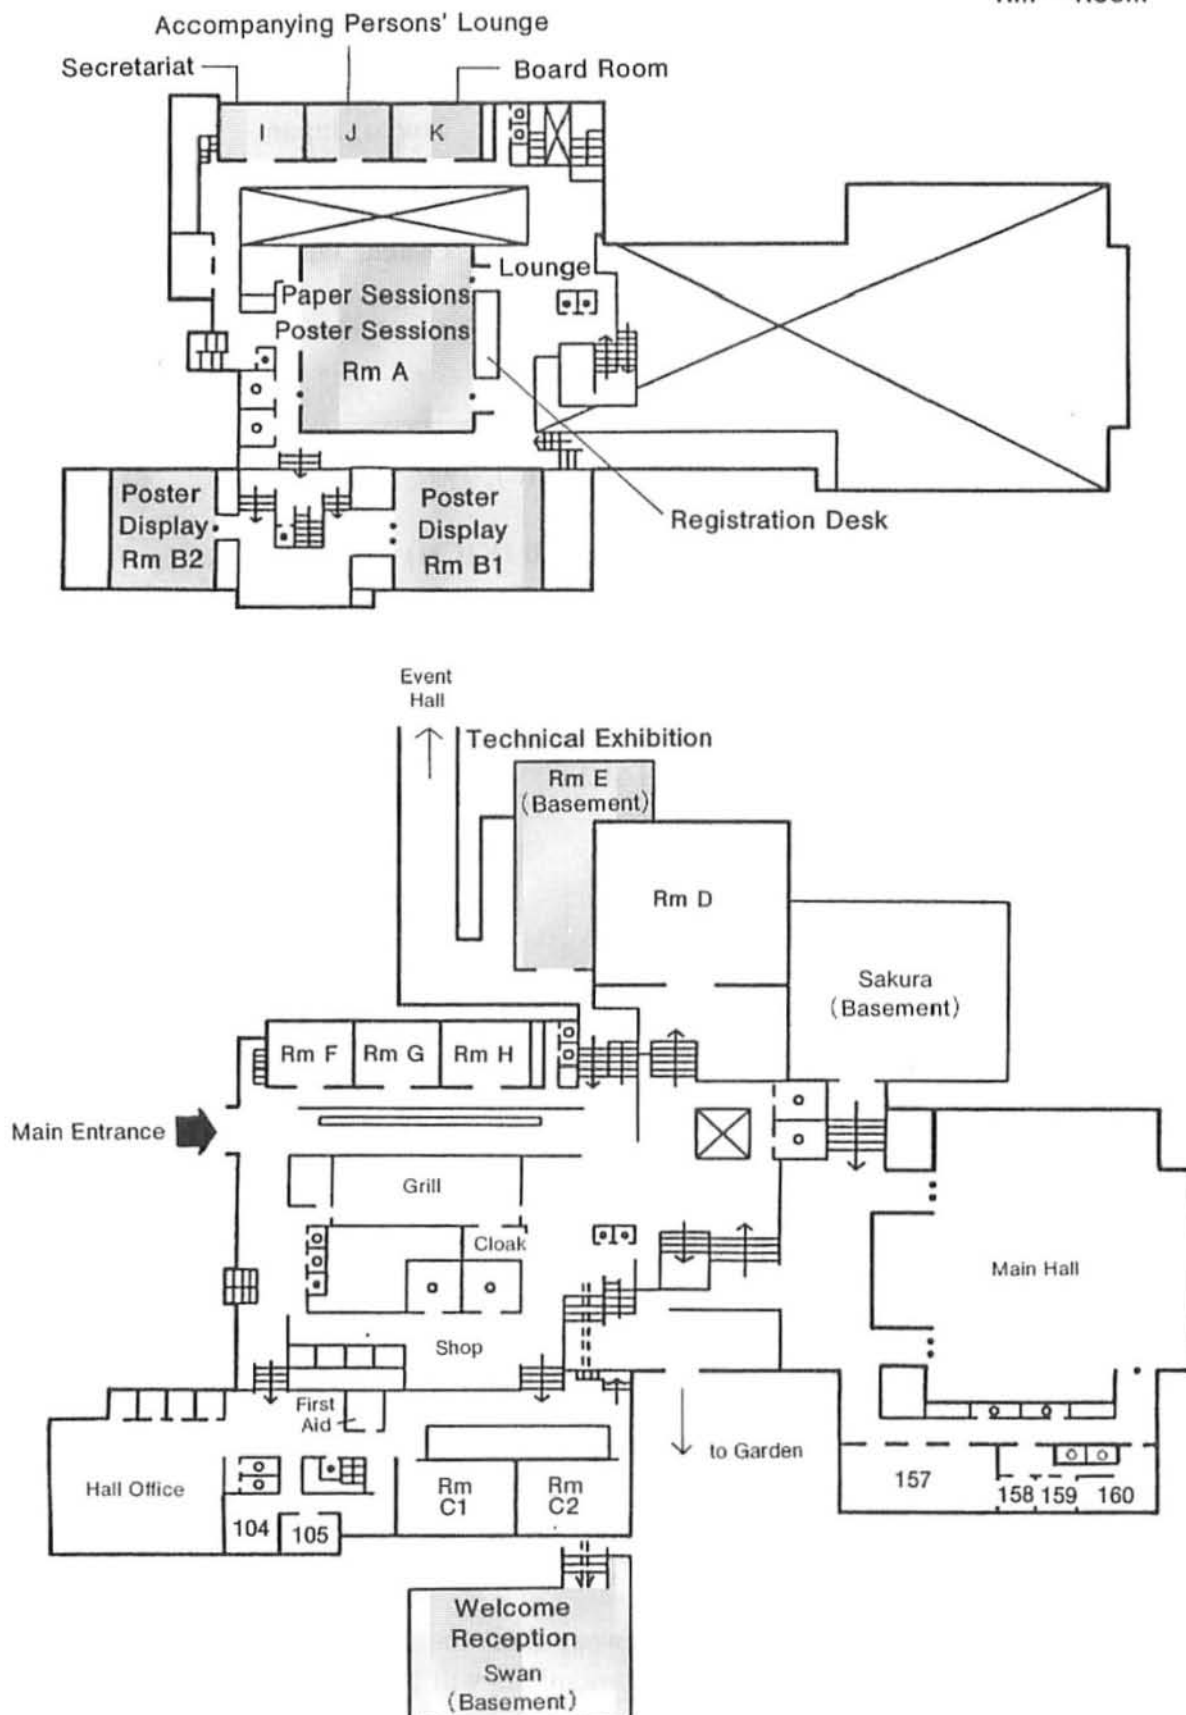 Accompanying Persons' Lounge
Secretariat
Board Room
I
J
K
Lounge
Paper Sessions
Poster Sessions
Rm A
Registration Desk
Poster
Display
Rm B2
Poster
Display
Rm B1
Event
Hall
Technical Exhibition
Rm E
(Basement)
Rm D
Sakura
(Basement)
Rm F
Rm G
Rm H
Main Entrance
Grill
Cloak
Main Hall
Shop
First
Aid
to Garden
Hall Office
Rm
C1
Rm
C2
157
158
159
160
104
105
Welcome
Reception
Swan
(Basement)